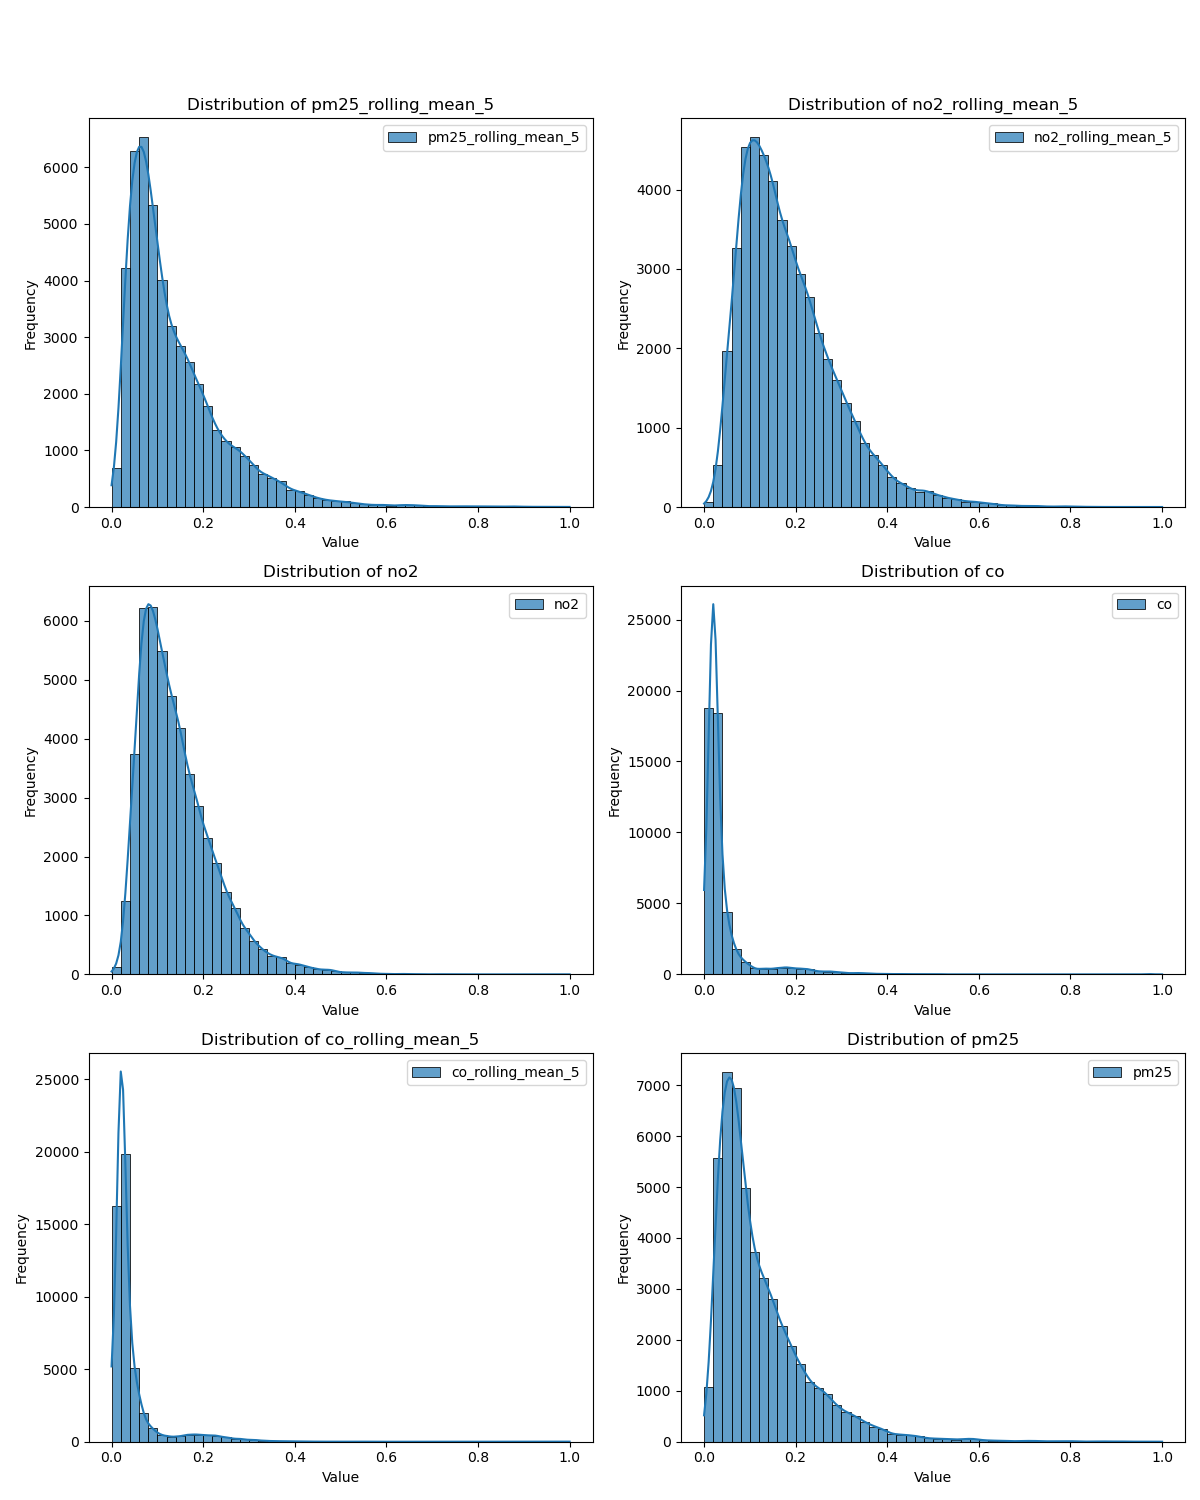 Distribution of pm25_rolling_mean_5
pm25_rolling_mean_5
Frequency
6000
5000
4000
3000
2000
1000
0
0.0 0.2 0.4 0.6 0.8 1.0
Value
Distribution of no2_rolling_mean_5
no2_rolling_mean_5
Frequency
4000
3000
2000
1000
0
0.0 0.2 0.4 0.6 0.8 1.0
Value
Distribution of no2
no2
Frequency
6000
5000
4000
3000
2000
1000
0
0.0 0.2 0.4 0.6 0.8 1.0
Value
Distribution of co
co
Frequency
25000
20000
15000
10000
5000
0
0.0 0.2 0.4 0.6 0.8 1.0
Value
Distribution of co_rolling_mean_5
co_rolling_mean_5
Frequency
25000
20000
15000
10000
5000
0
0.0 0.2 0.4 0.6 0.8 1.0
Value
Distribution of pm25
pm25
Frequency
7000
6000
5000
4000
3000
2000
1000
0
0.0 0.2 0.4 0.6 0.8 1.0
Value